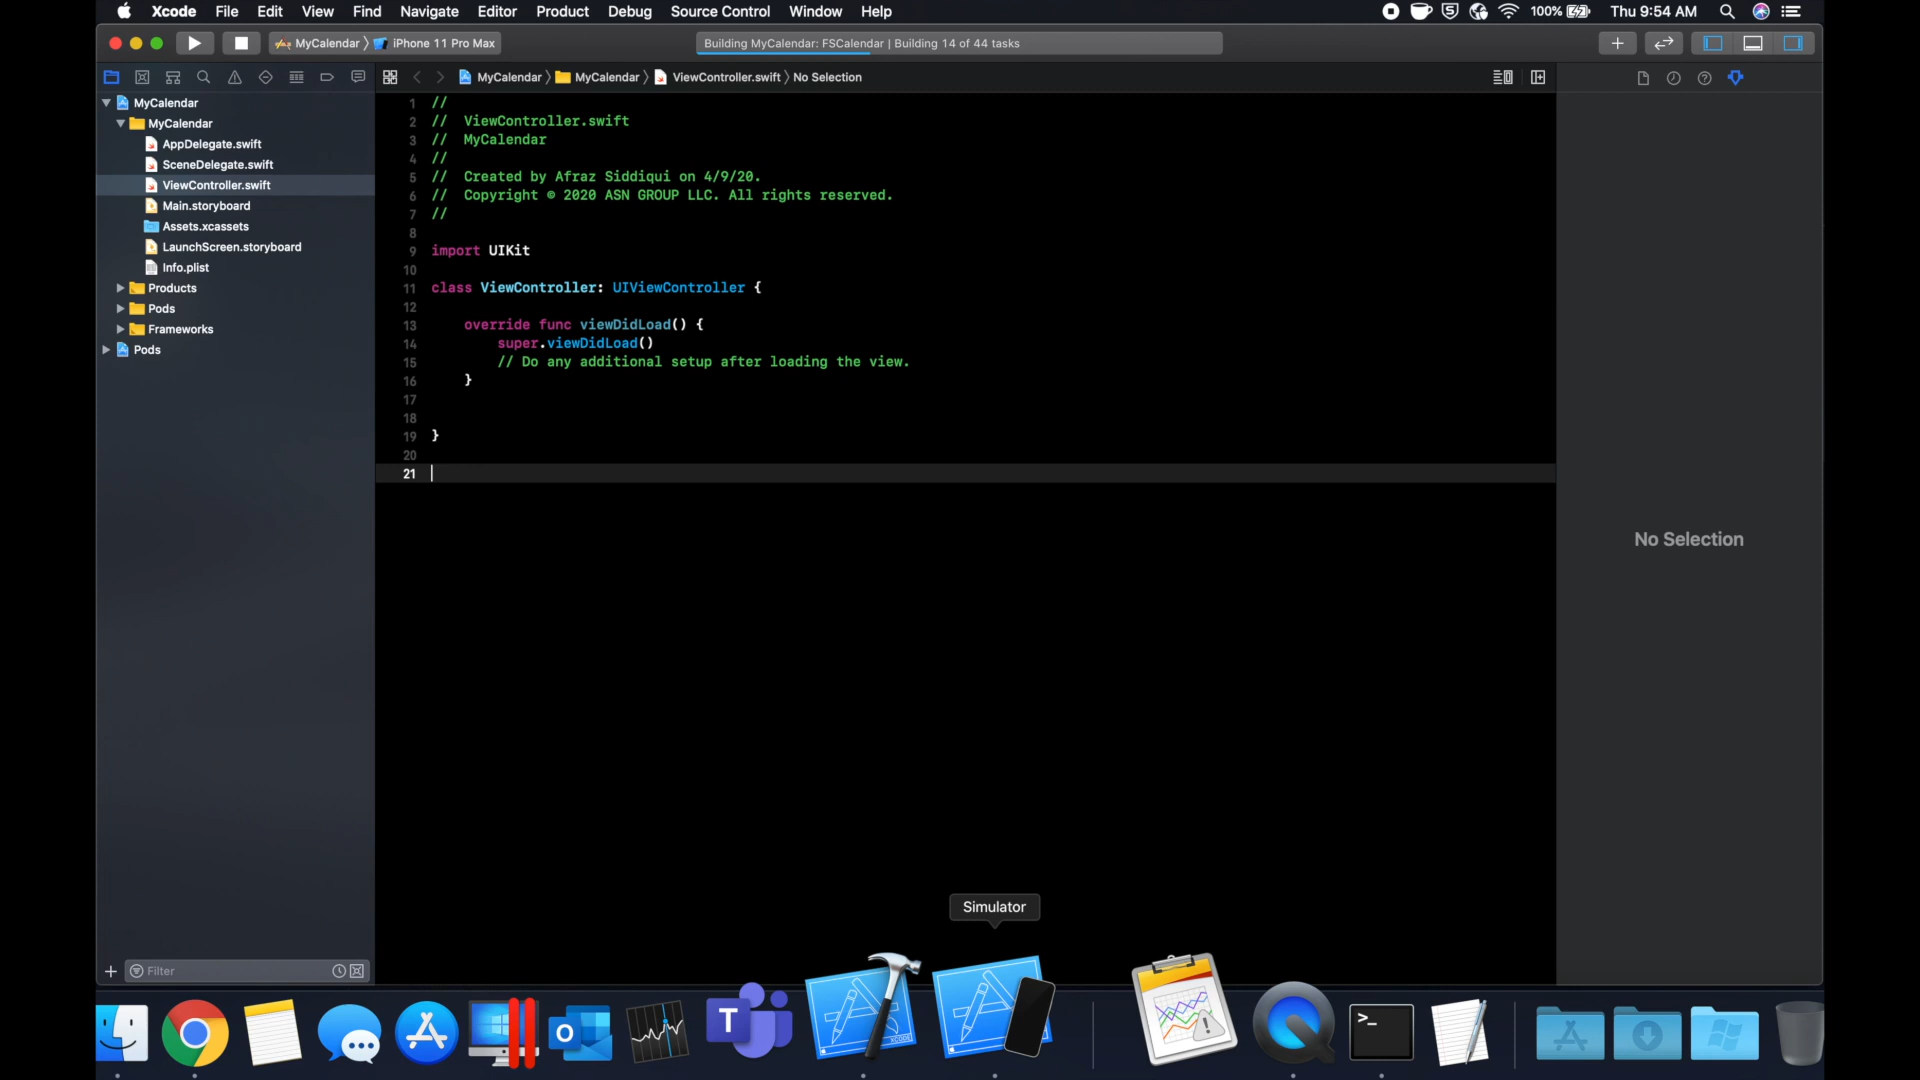 Xcode File Edit View Find Navigate Editor Product Debug Source Control Window Help 100% Thu 9:54 AM
MyCalendar 〉 iPhone 11 Pro Max
Building MyCalendar: FSCalendar | Building 14 of 44 tasks
MyCalendar 〉 MyCalendar 〉 ViewController.swift 〉 No Selection
MyCalendar
MyCalendar
AppDelegate.swift
SceneDelegate.swift
ViewController.swift
Main.storyboard
Assets.xcassets
LaunchScreen.storyboard
Info.plist
Products
Pods
Frameworks
Pods
1 //
2 // ViewController.swift
3 // MyCalendar
4 //
5 // Created by Afraz Siddiqui on 4/9/20.
6 // Copyright © 2020 ASN GROUP LLC. All rights reserved.
7 //
8
9 import UIKit
10
11 class ViewController: UIViewController {
12
13 override func viewDidLoad() {
14 super.viewDidLoad()
15 // Do any additional setup after loading the view.
16 }
17
18
19 }
20
21
No Selection
Simulator
Filter
O
T
XCODE
>_